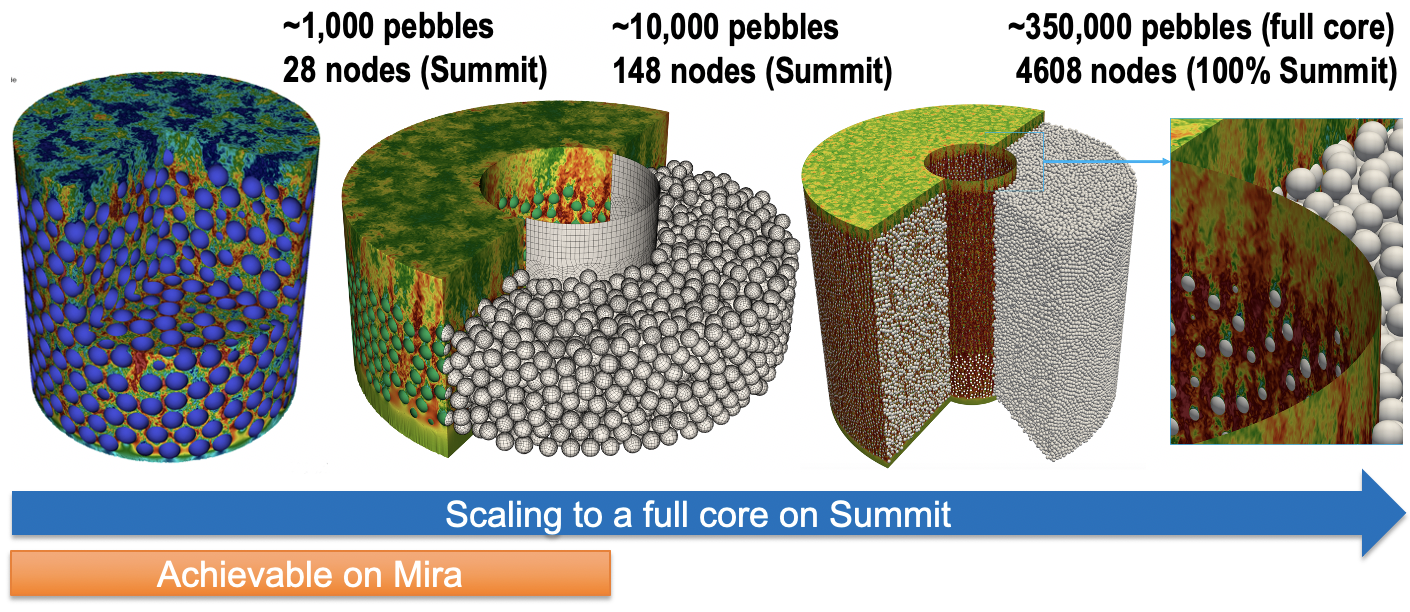 ~1,000 pebbles
28 nodes (Summit)
~10,000 pebbles
148 nodes (Summit)
~350,000 pebbles (full core)
4608 nodes (100% Summit)
Scaling to a full core on Summit
Achievable on Mira